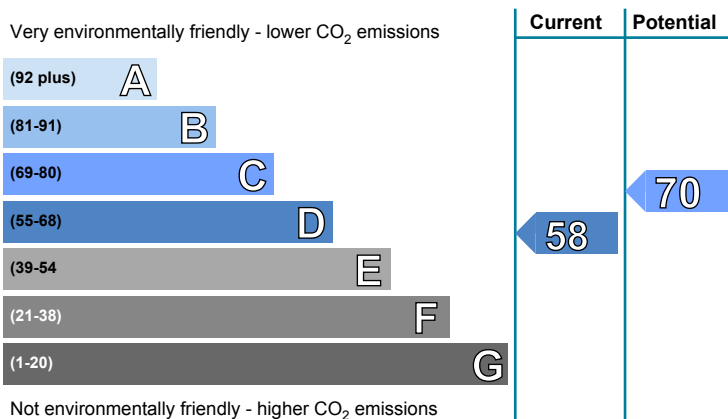 Current Potential
Very environmentally friendly - lower CO2 emissions
(92 plus) A
(81-91) B
(69-80) C
70
(55-68) D
58
(39-54 E
(21-38) F
(1-20) G
Not environmentally friendly - higher CO2 emissions